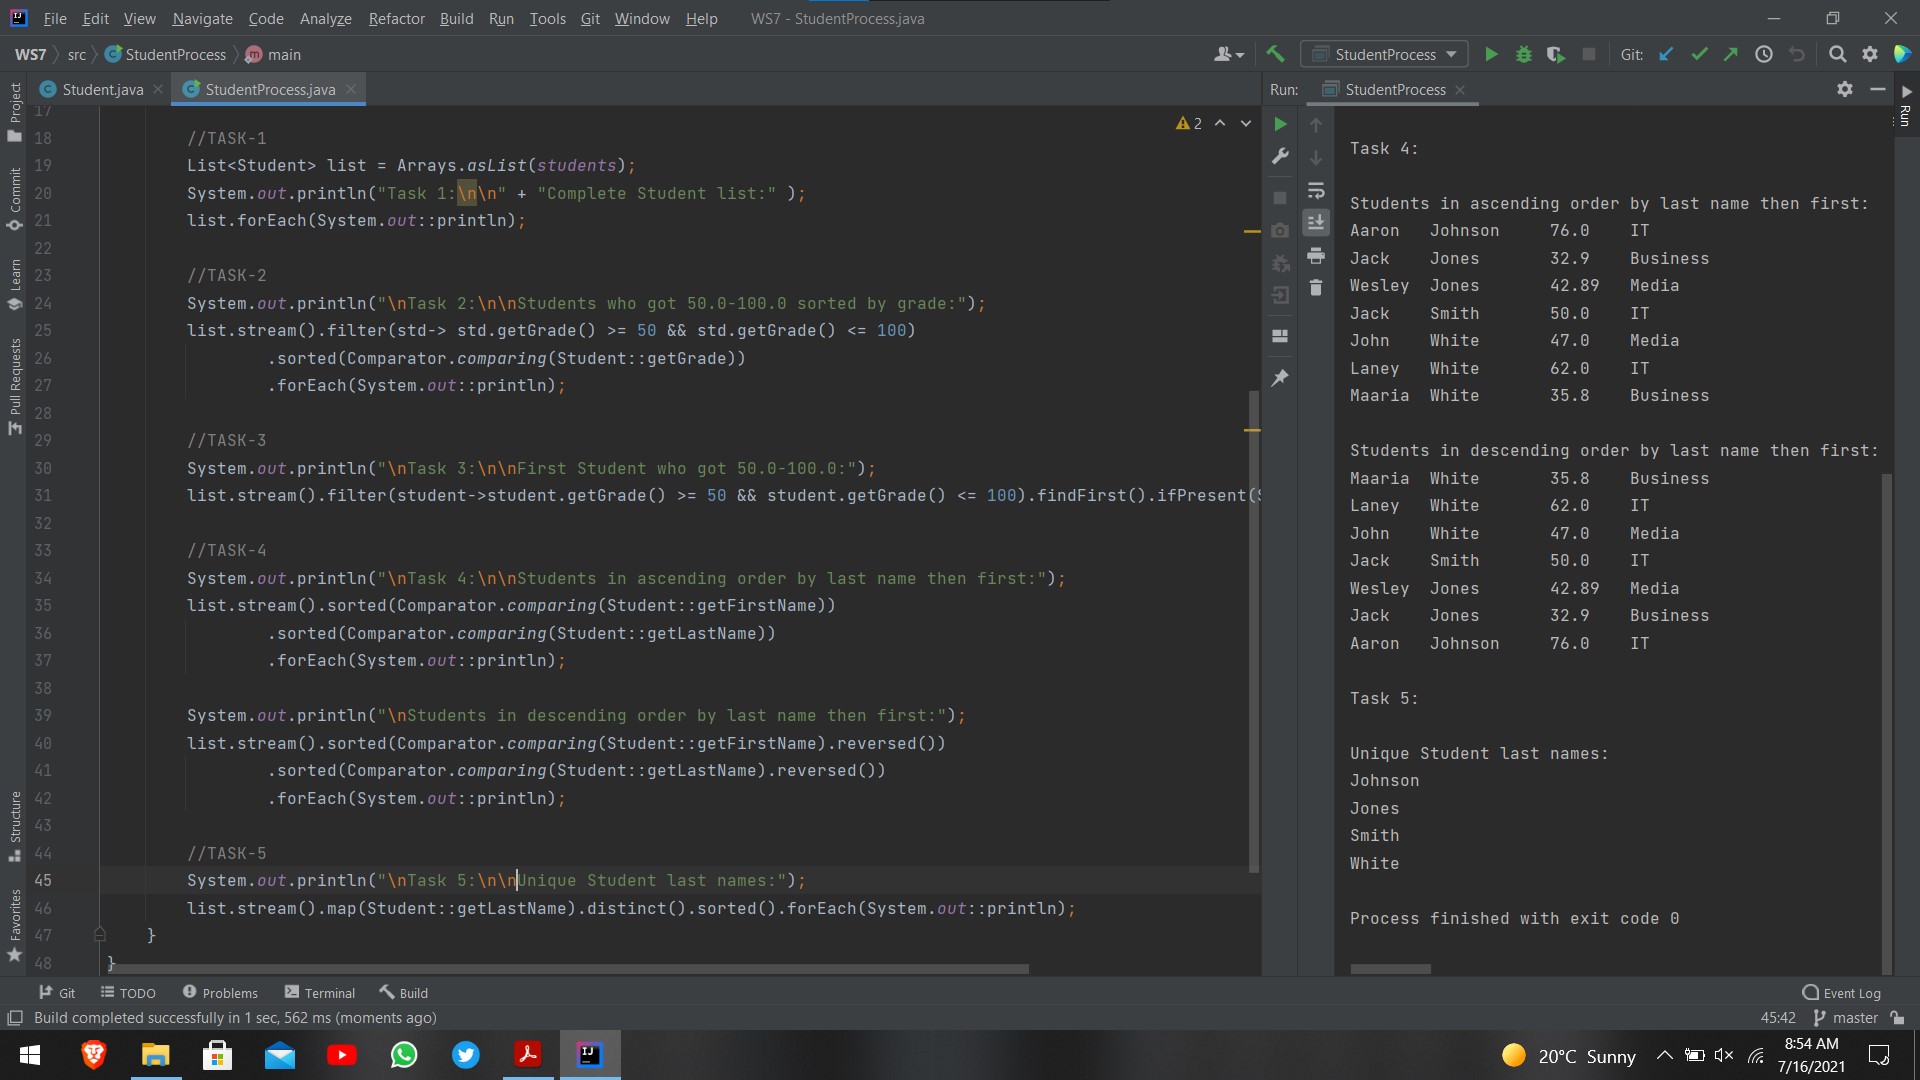 File Edit View Navigate Code Analyze Refactor Build Run Tools Git Window Help WS7 - StudentProcess.java
WS7 src StudentProcess main StudentProcess Git:
Student.java StudentProcess.java
Run: StudentProcess
Project
Commit
Learn
Pull Requests
Structure
Favorites
Run
2
17
18 //TASK-1
19 List<Student> list = Arrays.asList(students);
20 System.out.println("Task 1:\n\n" + "Complete Student list:" );
21 list.forEach(System.out::println);
22
23 //TASK-2
24 System.out.println("\nTask 2:\n\nStudents who got 50.0-100.0 sorted by grade:");
25 list.stream().filter(std-> std.getGrade() >= 50 && std.getGrade() <= 100)
26 .sorted(Comparator.comparing(Student::getGrade))
27 .forEach(System.out::println);
28
29 //TASK-3
30 System.out.println("\nTask 3:\n\nFirst Student who got 50.0-100.0:");
31 list.stream().filter(student->student.getGrade() >= 50 && student.getGrade() <= 100).findFirst().ifPresent(
32
33 //TASK-4
34 System.out.println("\nTask 4:\n\nStudents in ascending order by last name then first:");
35 list.stream().sorted(Comparator.comparing(Student::getFirstName))
36 .sorted(Comparator.comparing(Student::getLastName))
37 .forEach(System.out::println);
38
39 System.out.println("\nStudents in descending order by last name then first:");
40 list.stream().sorted(Comparator.comparing(Student::getFirstName).reversed())
41 .sorted(Comparator.comparing(Student::getLastName).reversed())
42 .forEach(System.out::println);
43
44 //TASK-5
45 System.out.println("\nTask 5:\n\nUnique Student last names:");
46 list.stream().map(Student::getLastName).distinct().sorted().forEach(System.out::println);
47 }
48 }
Task 4:
Students in ascending order by last name then first:
Aaron Johnson 76.0 IT
Jack Jones 32.9 Business
Wesley Jones 42.89 Media
Jack Smith 50.0 IT
John White 47.0 Media
Laney White 62.0 IT
Maaria White 35.8 Business
Students in descending order by last name then first:
Maaria White 35.8 Business
Laney White 62.0 IT
John White 47.0 Media
Jack Smith 50.0 IT
Wesley Jones 42.89 Media
Jack Jones 32.9 Business
Aaron Johnson 76.0 IT
Task 5:
Unique Student last names:
Johnson
Jones
Smith
White
Process finished with exit code 0
Git TODO Problems Terminal Build Event Log
Build completed successfully in 1 sec, 562 ms (moments ago) 45:42 master
20°C Sunny
8:54 AM
7/16/2021